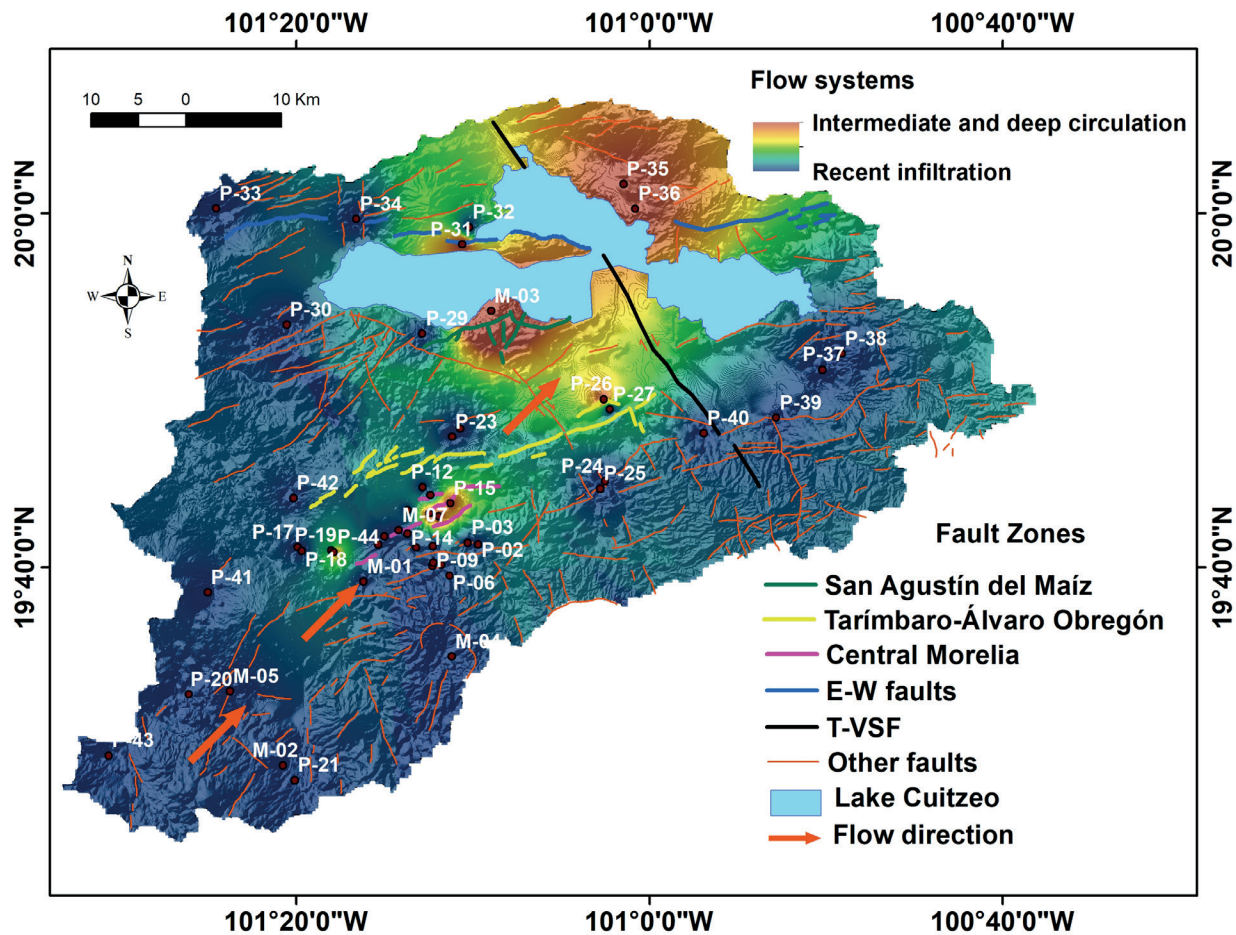 101°20'0"W 101°0'0"W 100°40'0"W
10 5 0 10 Km
Flow systems
Intermediate and deep circulation
Recent infiltration
20°0'0"N
20°0'0"N
19°40'0"N
19°40'0"N
N
W E
S
P-35
P-36
P-33
P-34
P-32
P-31
M-03
P-30
P-29
P-38
P-37
P-26
P-27
P-39
P-40
P-23
P-24
P-25
P-12
P-42
P-15
M-07
P-03
P-17
P-19
P-44
P-14
P-02
P-18
P-09
M-01
P-06
P-41
M-04
P-20
M-05
M-02
P-21
Fault Zones
San Agustín del Maíz
Tarímbaro-Álvaro Obregón
Central Morelia
E-W faults
T-VSF
Other faults
Lake Cuitzeo
Flow direction
101°20'0"W 101°0'0"W 100°40'0"W